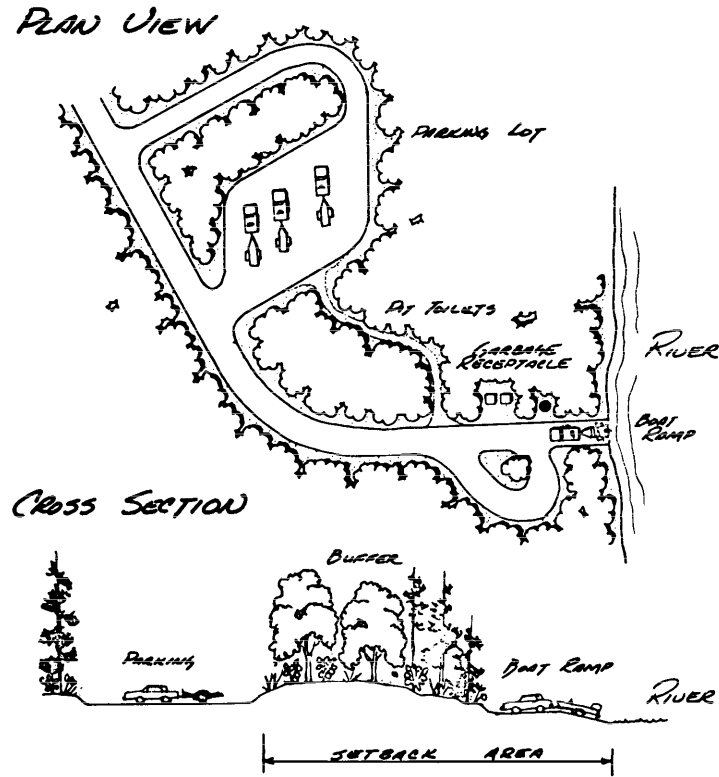 PLAN VIEW
PARKING LOT
PIT TOILETS
GARBAGE
RECEPTACLE
RIVER
BOAT
RAMP
CROSS SECTION
BUFFER
PARKING
BOAT RAMP
RIVER
SETBACK AREA